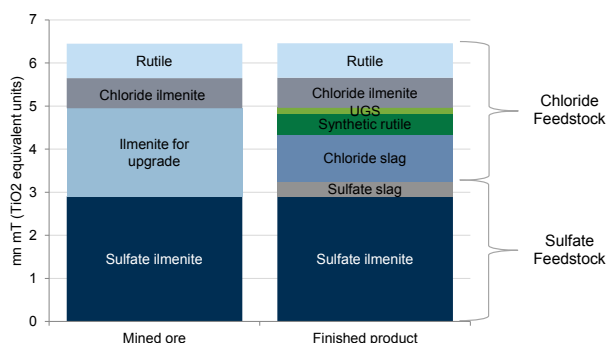 mn mT (TiO2 equivalent units)
7
6
5
4
3
2
1
0
Rutile
Chloride ilmenite
Ilmenite for
upgrade
Sulfate ilmenite
Rutile
Chloride ilmenite
UGS
Synthetic rutile
Chloride slag
Sulfate slag
Sulfate ilmenite
Mined ore
Finished product
Chloride
Feedstock
Sulfate
Feedstock